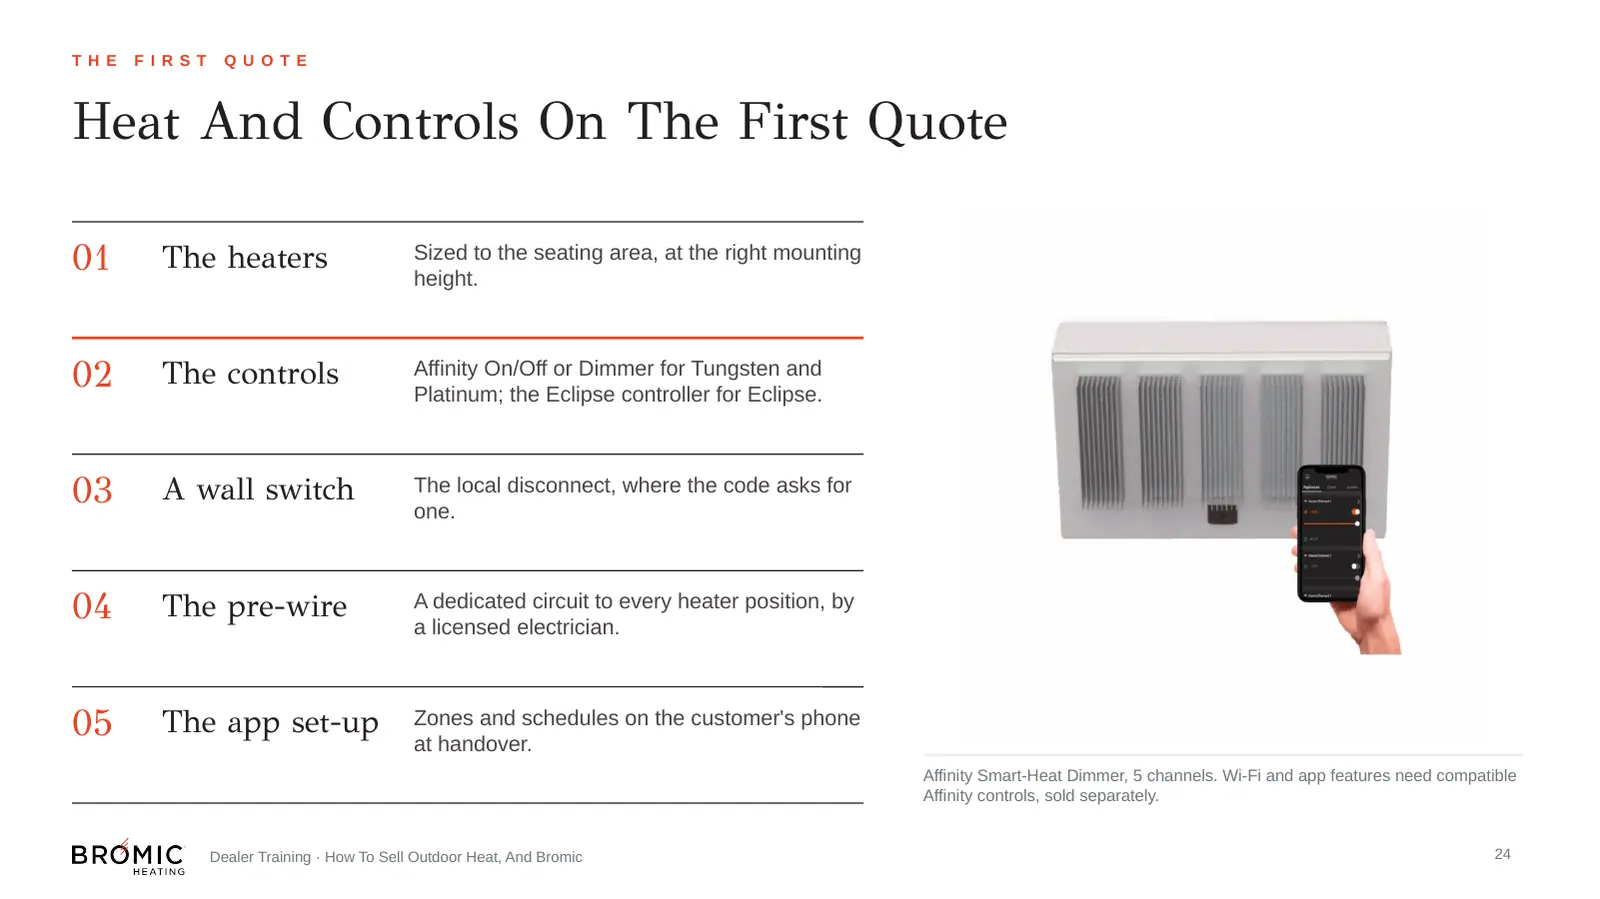 THE FIRST QUOTE
Heat And Controls On The First Quote
01
The heaters
Sized to the seating area, at the right mounting
height.
02
The controls
Affinity On/Off or Dimmer for Tungsten and
Platinum; the Eclipse controller for Eclipse.
03
A wall switch
The local disconnect, where the code asks for
one.
04
The pre-wire
A dedicated circuit to every heater position, by
a licensed electrician.
05
The app set-up
Zones and schedules on the customer's phone
at handover.
Affinity Smart-Heat Dimmer, 5 channels. Wi-Fi and app features need compatible
Affinity controls, sold separately.
BROMIC
HEATING
Dealer Training · How To Sell Outdoor Heat, And Bromic
24